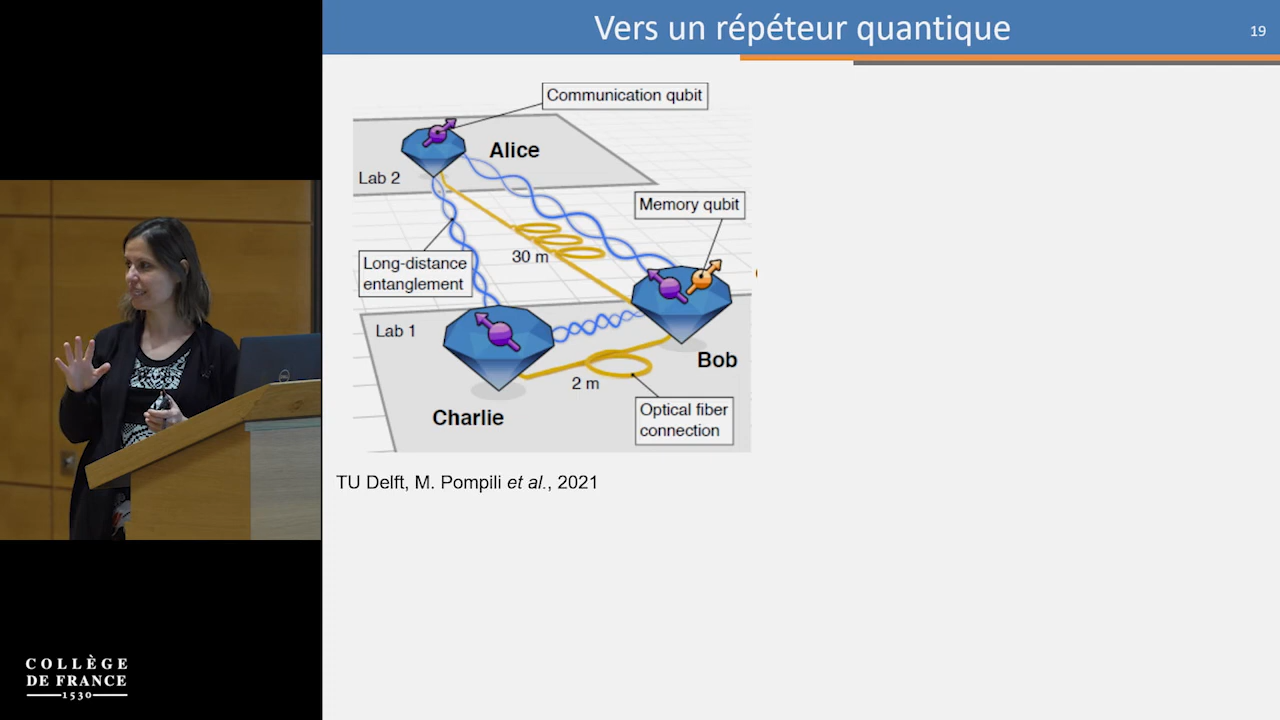 Vers un répéteur quantique
19
Communication qubit
Alice
Lab 2
Memory qubit
30 m
Long-distance
entanglement
Lab 1
Bob
2 m
Charlie
Optical fiber
connection
TU Delft, M. Pompili et al., 2021
COLLÈGE
DE FRANCE
1530